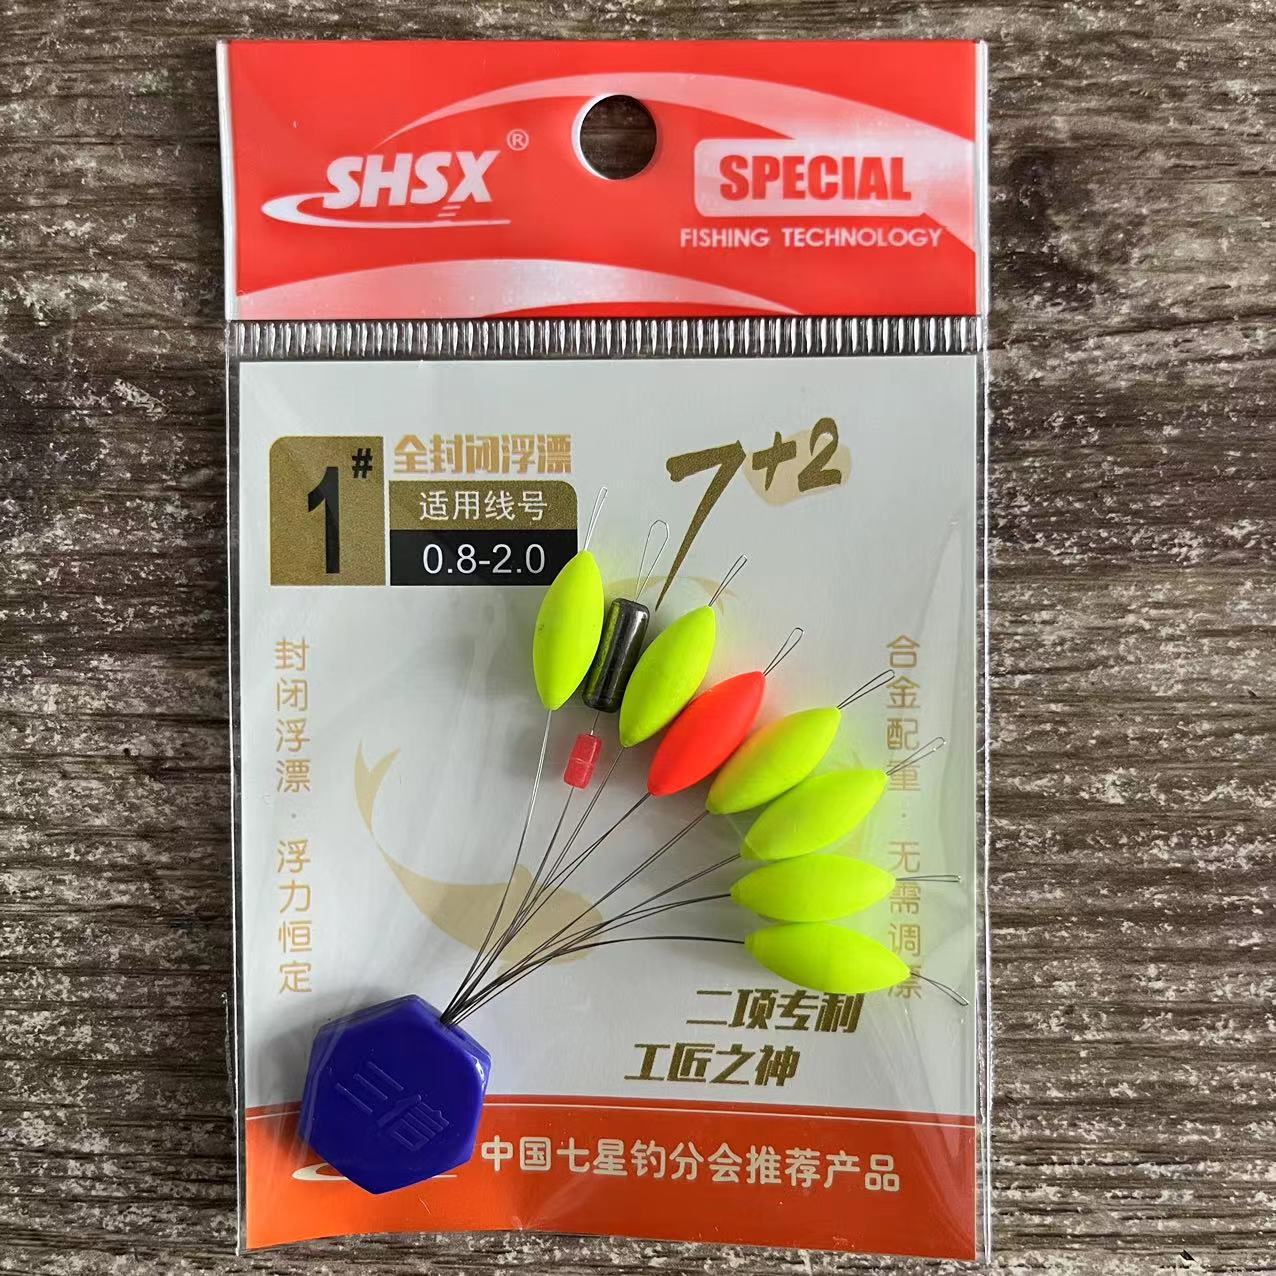 SHSX®
SPECIAL
FISHING TECHNOLOGY
1#
全封闭浮漂
适用线号
0.8-2.0
7+2
封闭浮漂·浮力恒定
合金配重·无需调漂
二项专利
工匠之神
三信
中国七星钓分会推荐产品